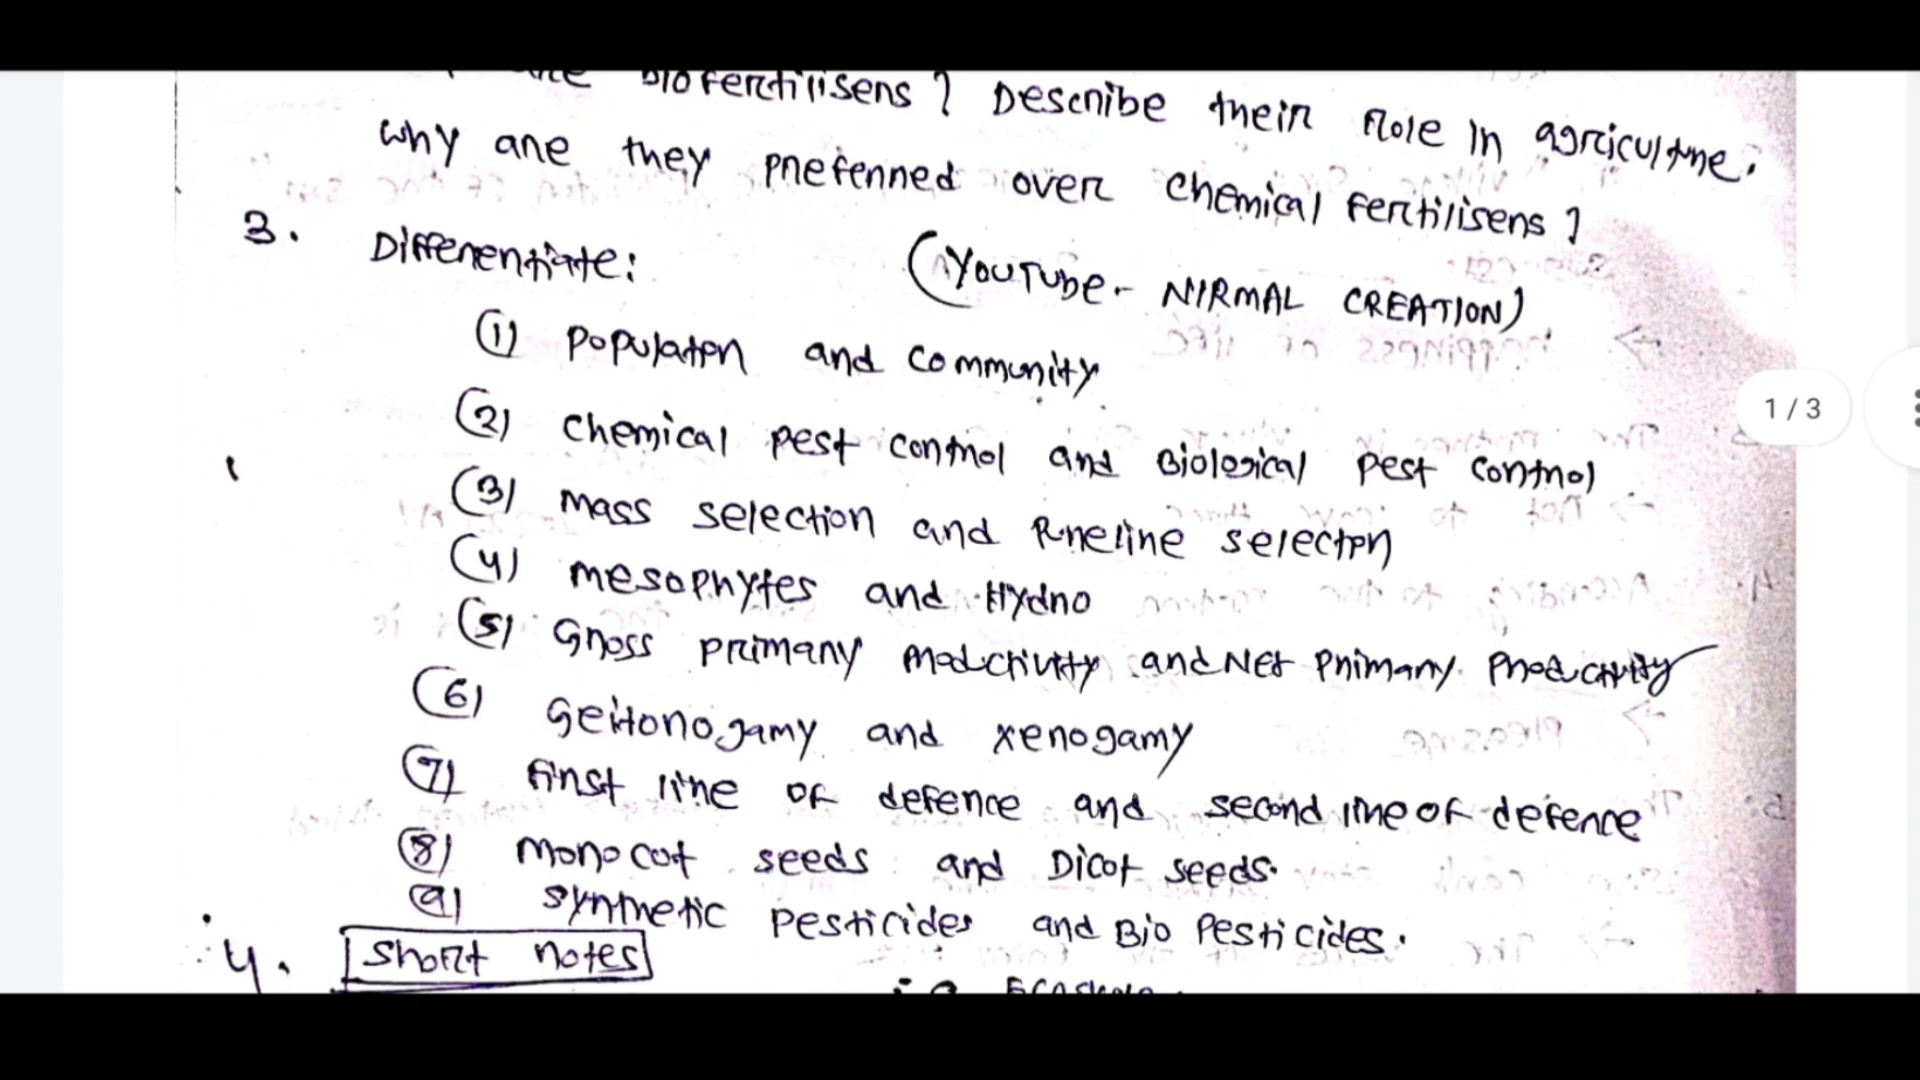 biofertilisers? Describe their role in agriculture.
why are they preferred over chemical fertilisers?
3. Differentiate:
(YouTube- NIRMAL CREATION)
(1) Population and community
(2) chemical pest control and Biological pest control
1/3
(3) mass selection and Pureline selection
(4) mesophytes and Hydro
(5) Gross primary productivity and Net primary productivity
(6) Geitonogamy and xenogamy
(7) first line of defence and second line of defence
(8) monocot seeds and Dicot seeds.
(9) synthetic pesticides and Bio pesticides.
4. Short notes